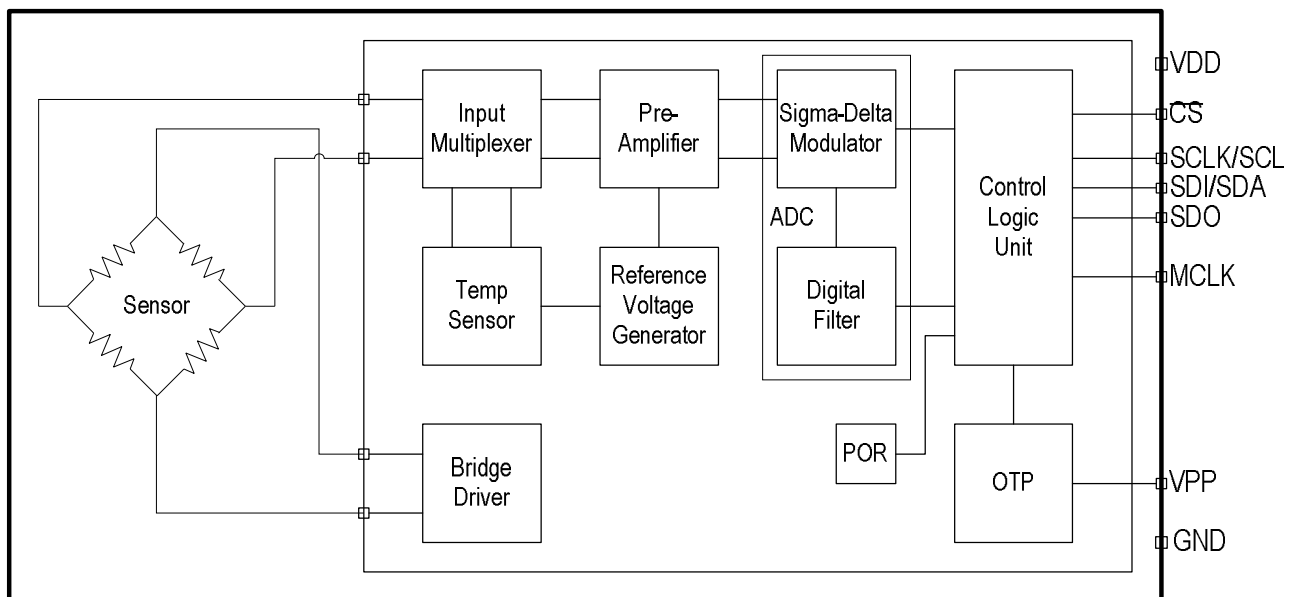 VDD
Input
Multiplexer
Pre-
Amplifier
Sigma-Delta
Modulator
CS
SCLK/SCL
SDI/SDA
SDO
MCLK
Control
Logic
Unit
ADC
Sensor
Temp
Sensor
Reference
Voltage
Generator
Digital
Filter
Bridge
Driver
POR
OTP
VPP
GND